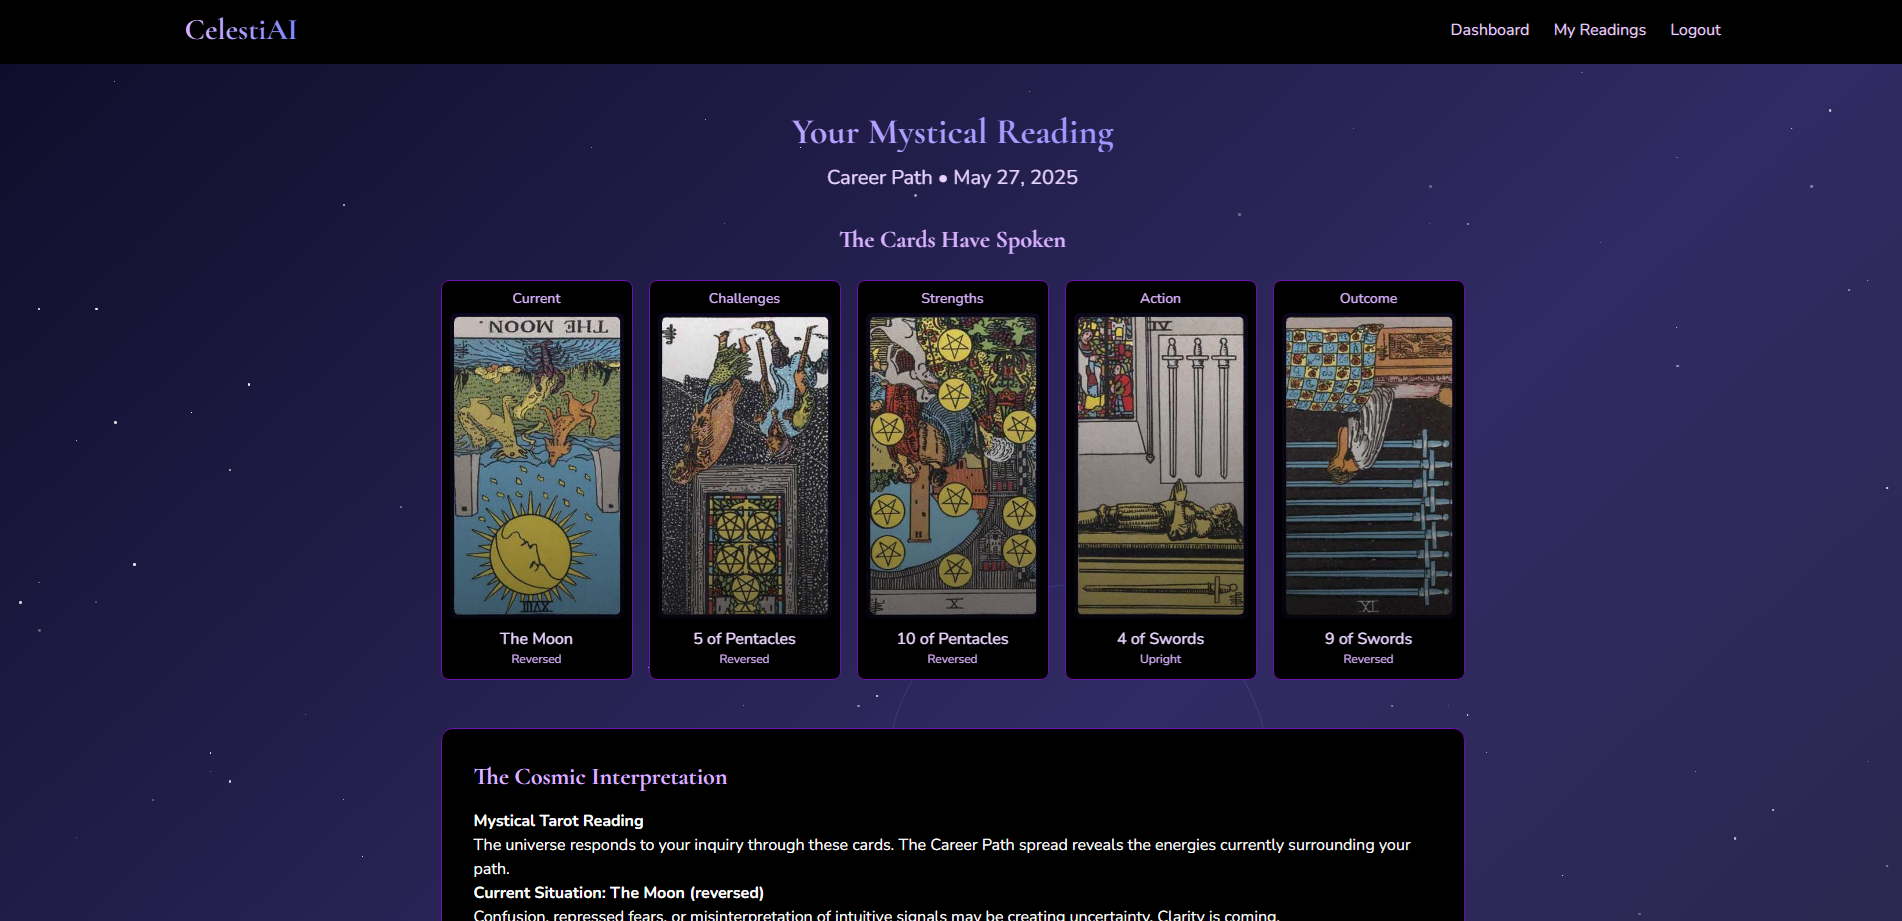 CelestiAI
Dashboard
My Readings
Logout
Your Mystical Reading
Career Path • May 27, 2025
The Cards Have Spoken
Current
THE MOON.
XVIII
The Moon
Reversed
Challenges
5 of Pentacles
Reversed
Strengths
X
10 of Pentacles
Reversed
Action
IV
4 of Swords
Upright
Outcome
IX
9 of Swords
Reversed
The Cosmic Interpretation
Mystical Tarot Reading
The universe responds to your inquiry through these cards. The Career Path spread reveals the energies currently surrounding your
path.
Current Situation: The Moon (reversed)
Confusion, repressed fears, or misinterpretation of intuitive signals may be creating uncertainty. Clarity is coming.